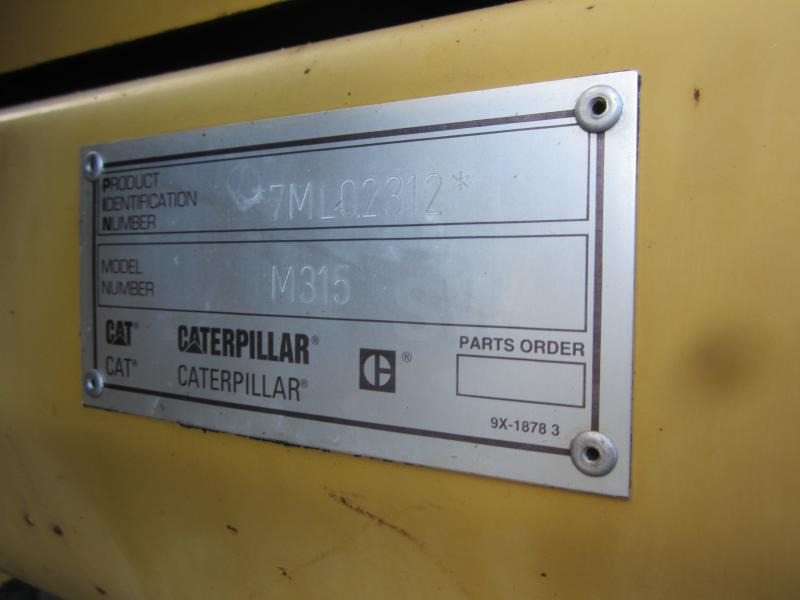 PRODUCT
IDENTIFICATION
NUMBER
*7ML02312*
MODEL
NUMBER
M315
CAT® CATERPILLAR®
CAT® CATERPILLAR®
C®
PARTS ORDER
9X-1878 3